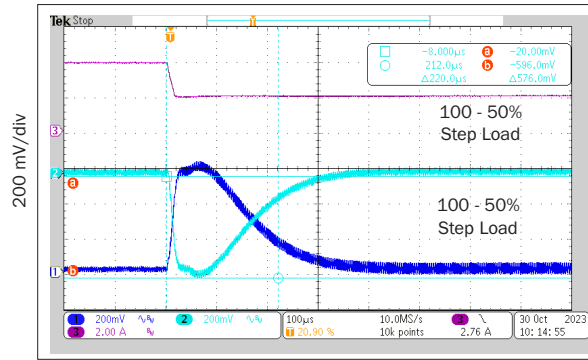 Tek Stop
T
T
-8.000µs a -20.00mV
212.0µs b -596.0mV
Δ220.0µs Δ576.0mV
100 - 50%
Step Load
3
200 mV/div
2
a
100 - 50%
Step Load
1
b
1 200mV 2 200mV 100µs 10.0MS/s 3 30 Oct 2023
3 2.00 A T 20.90 % 10k points 2.76 A 10:14:55